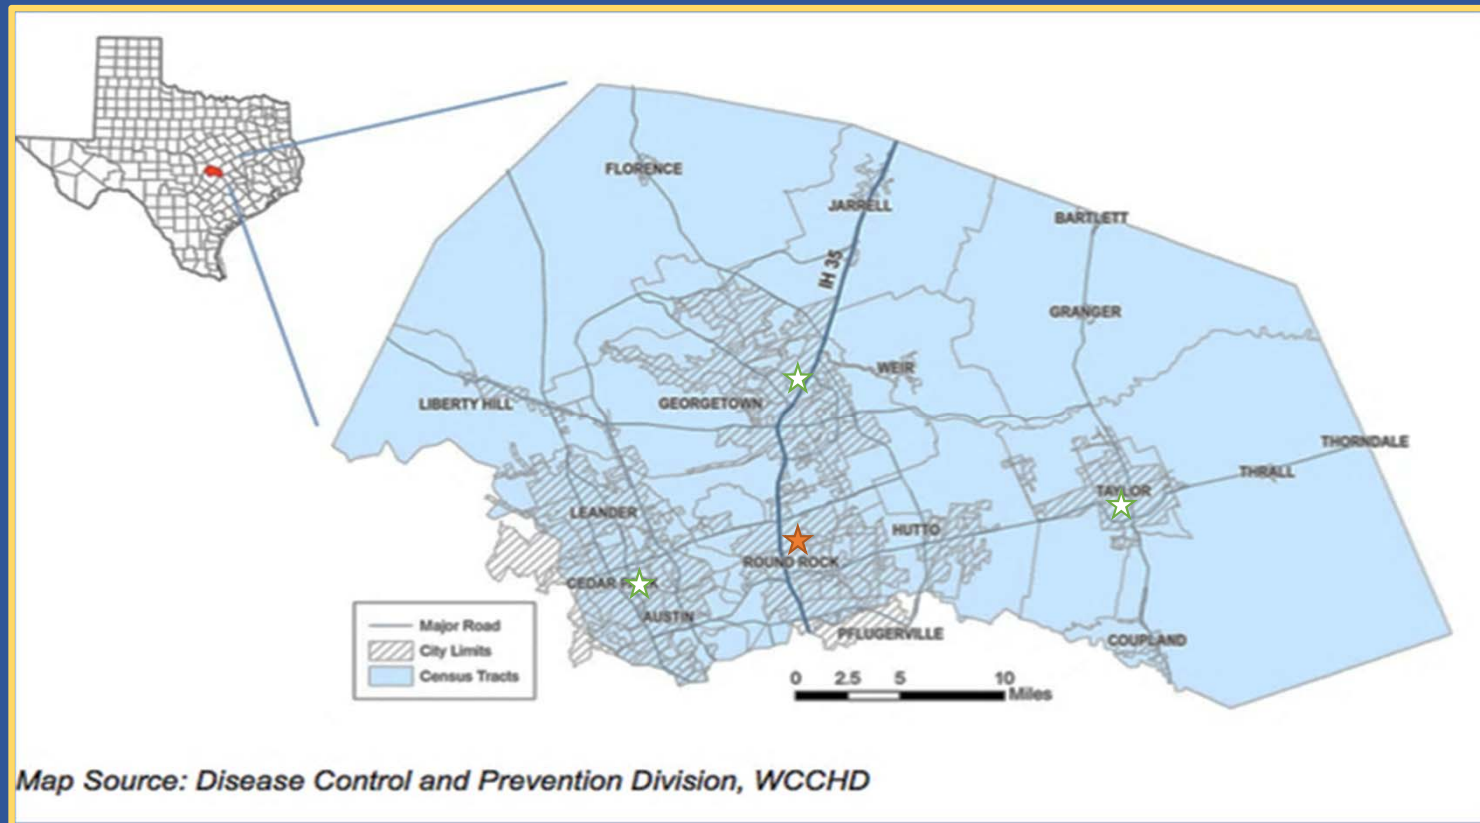 FLORENCE
JARRELL
BARTLETT
IH 35
GRANGER
WEIR
LIBERTY HILL
GEORGETOWN
THORNDALE
THRALL
TAYLOR
LEANDER
HUTTO
ROUND ROCK
CEDAR PARK
AUSTIN
PFLUGERVILLE
COUPLAND
Major Road
City Limits
Census Tracts
0 2.5 5 10
Miles
Map Source: Disease Control and Prevention Division, WCCHD